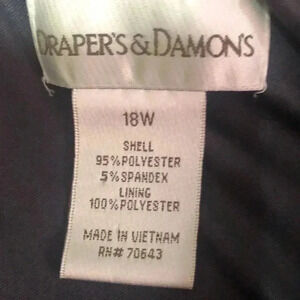 DRAPER'S & DAMON'S
18W
SHELL
95% POLYESTER
5% SPANDEX
LINING
100% POLYESTER
MADE IN VIETNAM
RN# 70643